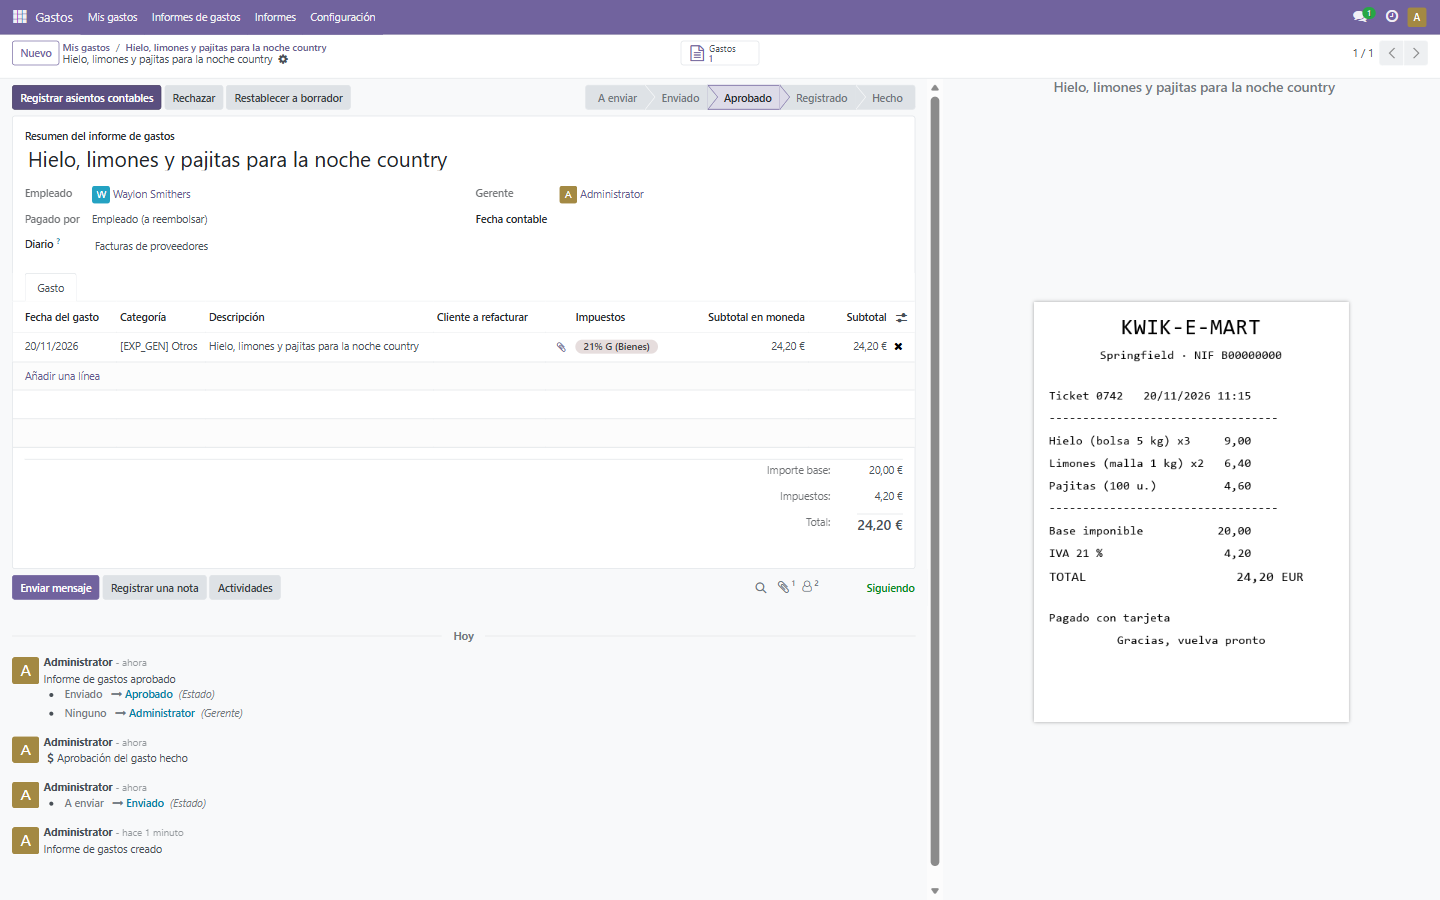 Gastos Mis gastos Informes de gastos Informes Configuración 1 A
Nuevo Mis gastos / Hielo, limones y pajitas para la noche country
Hielo, limones y pajitas para la noche country
Gastos
1
1 / 1
Registrar asientos contables Rechazar Restablecer a borrador
A enviar Enviado Aprobado Registrado Hecho
Resumen del informe de gastos
Hielo, limones y pajitas para la noche country
Empleado W Waylon Smithers Gerente A Administrator
Pagado por Empleado (a reembolsar) Fecha contable
Diario ? Facturas de proveedores
Gasto
Fecha del gasto Categoría Descripción Cliente a refacturar Impuestos Subtotal en moneda Subtotal
20/11/2026 [EXP_GEN] Otros Hielo, limones y pajitas para la noche country 21% G (Bienes) 24,20 € 24,20 €
Añadir una línea
Importe base: 20,00 €
Impuestos: 4,20 €
Total: 24,20 €
Enviar mensaje Registrar una nota Actividades 1 2 Siguiendo
Hoy
A Administrator - ahora
Informe de gastos aprobado
• Enviado → Aprobado (Estado)
• Ninguno → Administrator (Gerente)
A Administrator - ahora
$ Aprobación del gasto hecho
A Administrator - ahora
• A enviar → Enviado (Estado)
A Administrator - hace 1 minuto
Informe de gastos creado
Hielo, limones y pajitas para la noche country
KWIK-E-MART
Springfield · NIF B00000000
Ticket 0742 20/11/2026 11:15
----------------------------------
Hielo (bolsa 5 kg) x3 9,00
Limones (malla 1 kg) x2 6,40
Pajitas (100 u.) 4,60
----------------------------------
Base imponible 20,00
IVA 21 % 4,20
TOTAL 24,20 EUR
Pagado con tarjeta
Gracias, vuelva pronto